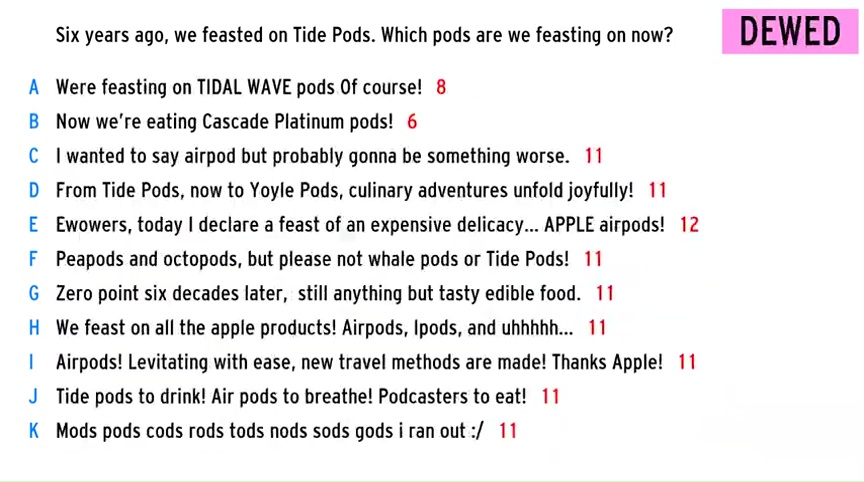 Six years ago, we feasted on Tide Pods. Which pods are we feasting on now?
DEWED
A Were feasting on TIDAL WAVE pods Of course! 8
B Now we're eating Cascade Platinum pods! 6
C I wanted to say airpod but probably gonna be something worse. 11
D From Tide Pods, now to Yoyle Pods, culinary adventures unfold joyfully! 11
E Ewowers, today I declare a feast of an expensive delicacy... APPLE airpods! 12
F Peapods and octopods, but please not whale pods or Tide Pods! 11
G Zero point six decades later, still anything but tasty edible food. 11
H We feast on all the apple products! Airpods, Ipods, and uhhhhh... 11
I Airpods! Levitating with ease, new travel methods are made! Thanks Apple! 11
J Tide pods to drink! Air pods to breathe! Podcasters to eat! 11
K Mods pods cods rods tods nods sods gods i ran out :/ 11